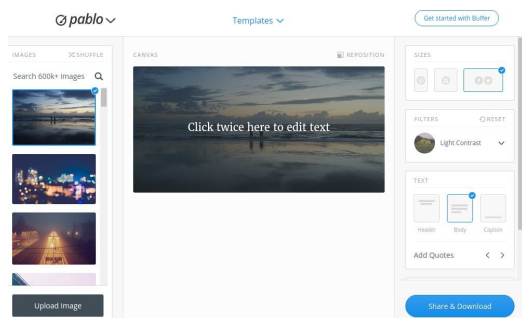 pablo
Templates
Get started with Buffer
IMAGES
SHUFFLE
Search 600k+ Images
Upload Image
CANVAS
REPOSITION
Click twice here to edit text
SIZES
FILTERS
RESET
Light Contrast
TEXT
Header
Body
Caption
Add Quotes
Share & Download